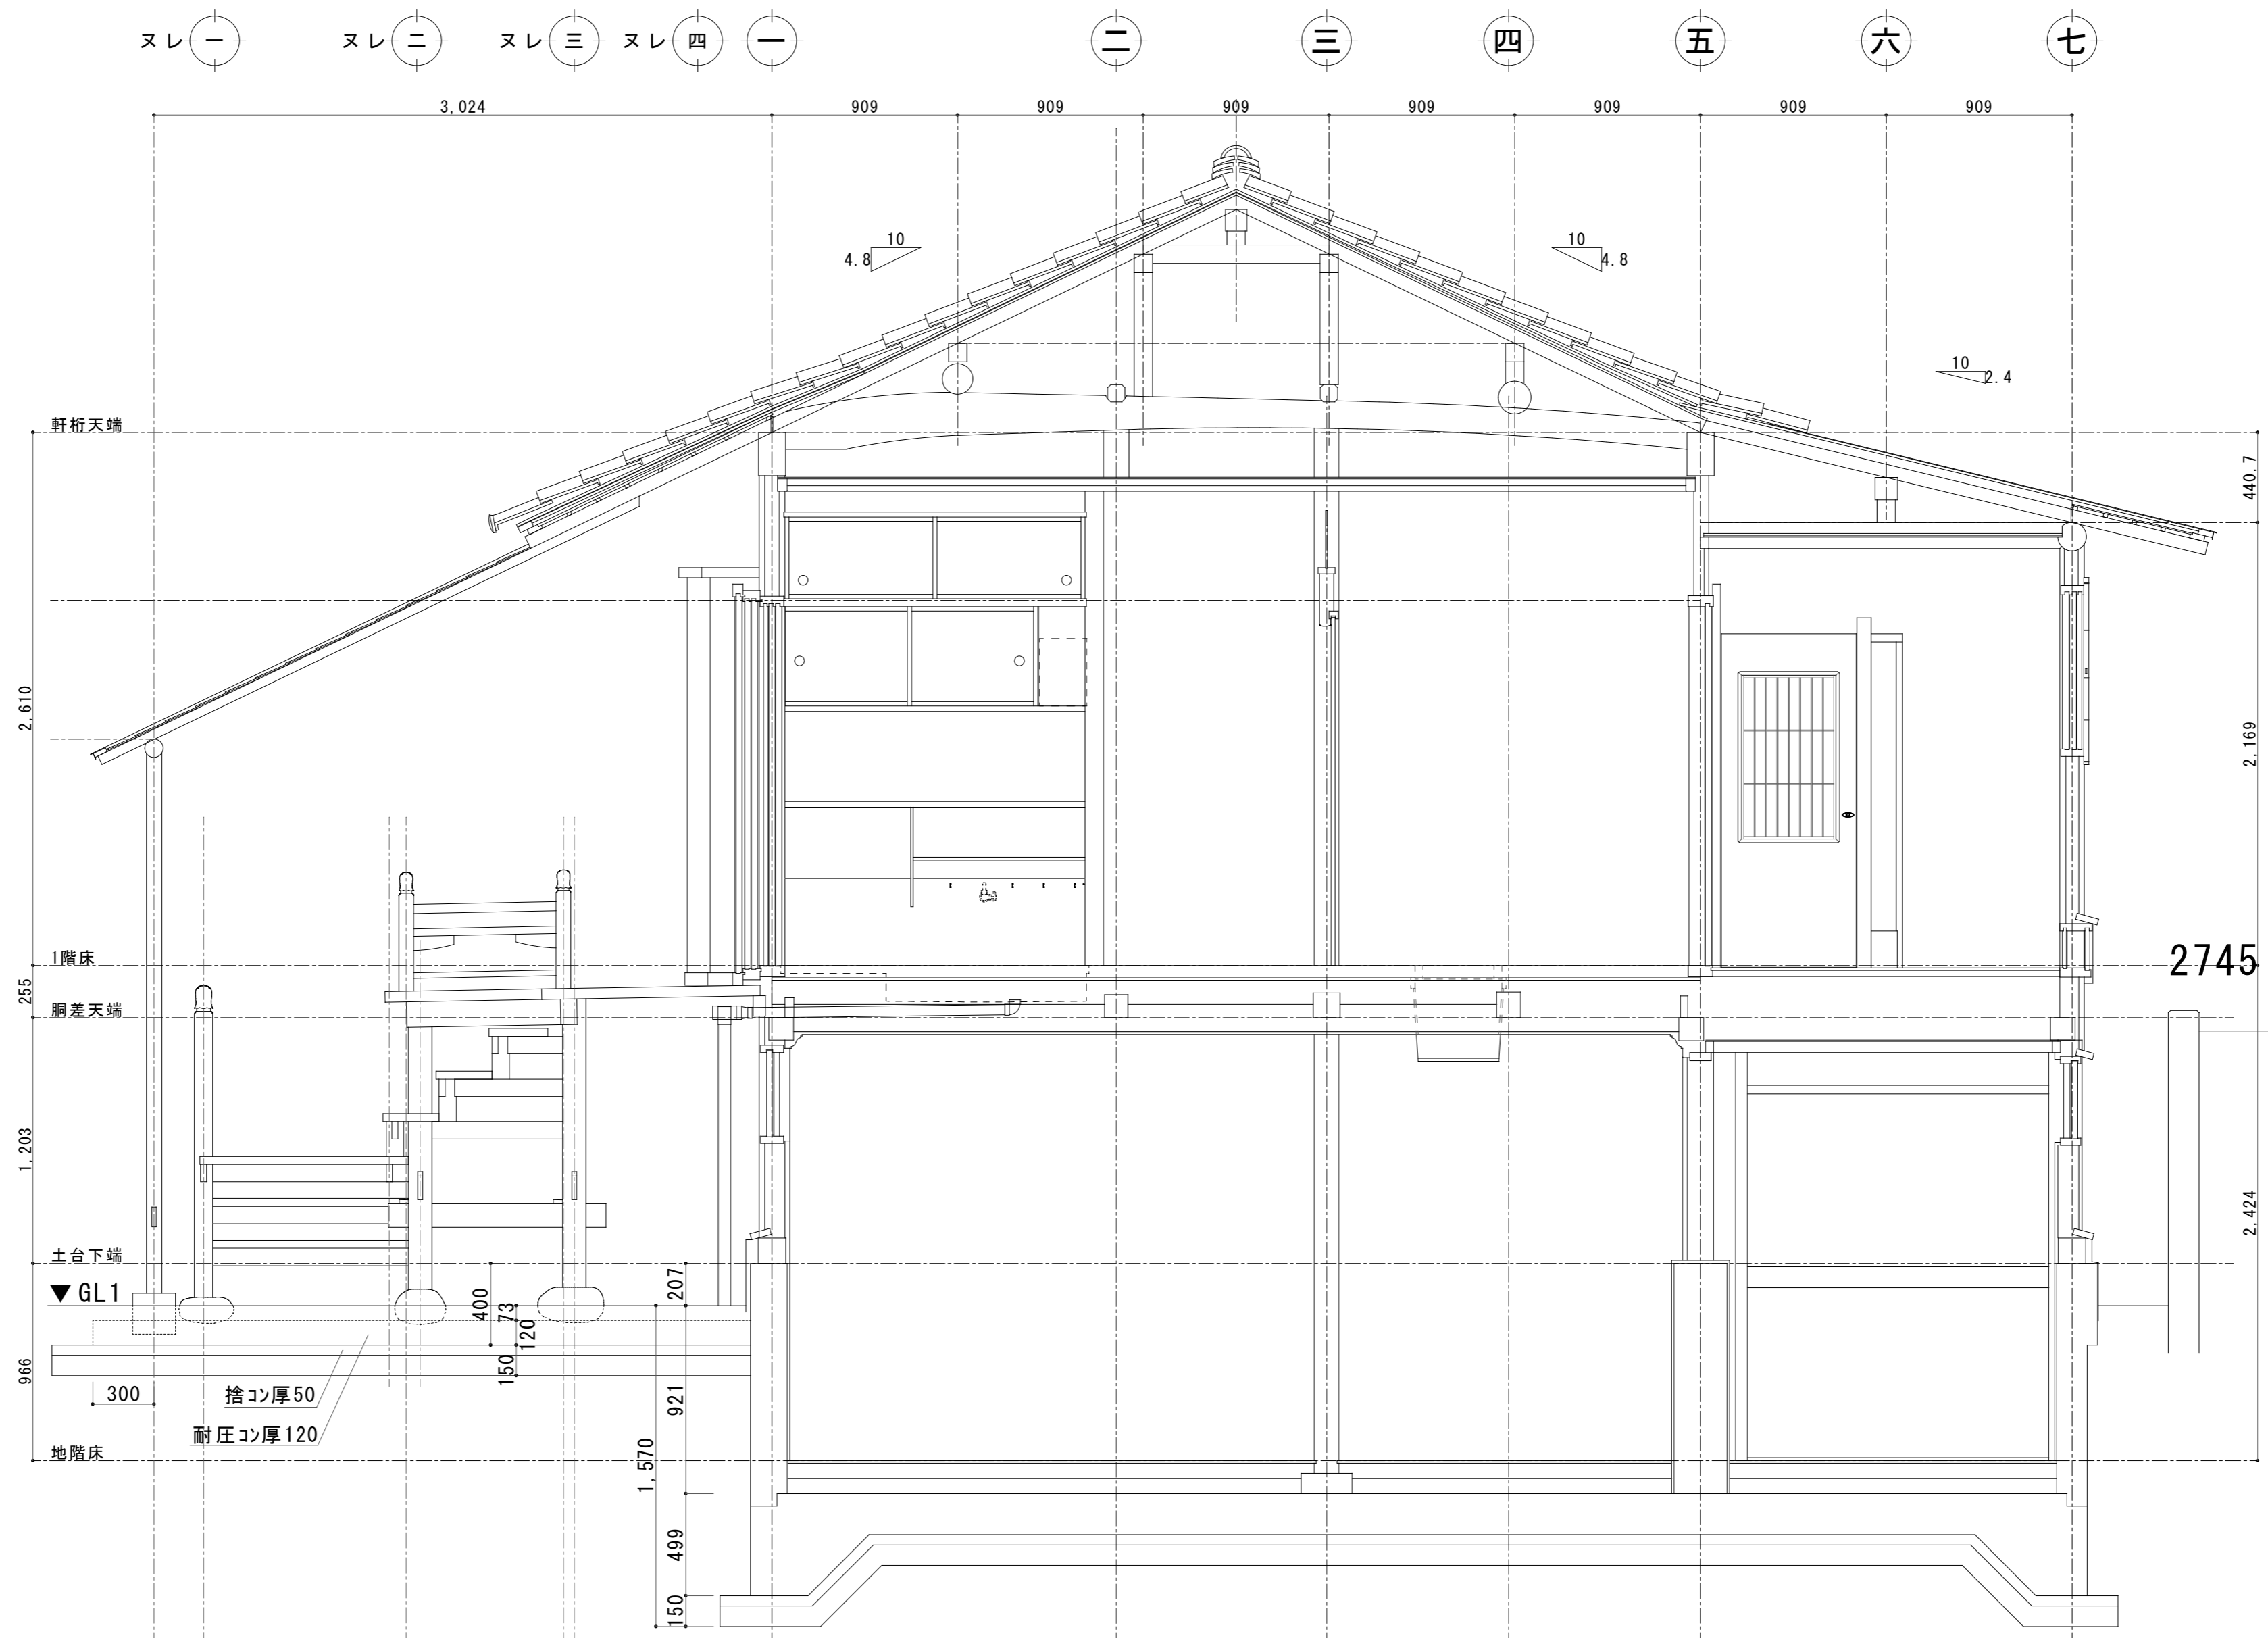 ヌレ 一 ヌレ 二 ヌレ 三 ヌレ 四 一 二 三 四 五 六 七
3,024 909 909 909 909 909 909 909
10
4.8
10
4.8
10
2.4
軒桁天端
440.7
2,610
2,169
1階床
2745
255
胴差天端
1,203
2,424
土台下端
▼GL1
207
400
73
120
150
966
300
捨コン厚50
921
耐圧コン厚120
地階床
1,570
499
150